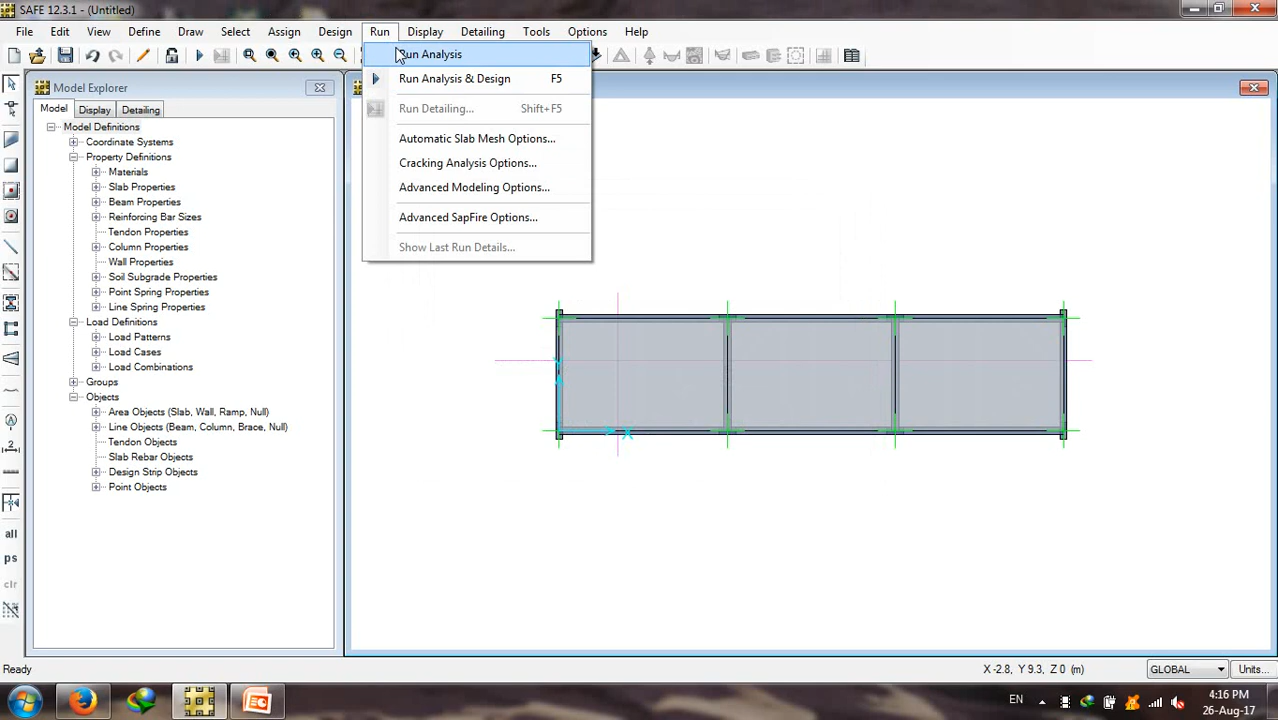 SAFE 12.3.1 - (Untitled)
File Edit View Define Draw Select Assign Design Run Display Detailing Tools Options Help
Run Analysis
Run Analysis & Design F5
Run Detailing... Shift+F5
Automatic Slab Mesh Options...
Cracking Analysis Options...
Advanced Modeling Options...
Advanced SapFire Options...
Show Last Run Details...
Model Explorer
Model Display Detailing
Model Definitions
Coordinate Systems
Property Definitions
Materials
Slab Properties
Beam Properties
Reinforcing Bar Sizes
Tendon Properties
Column Properties
Wall Properties
Soil Subgrade Properties
Point Spring Properties
Line Spring Properties
Load Definitions
Load Patterns
Load Cases
Load Combinations
Groups
Objects
Area Objects (Slab, Wall, Ramp, Null)
Line Objects (Beam, Column, Brace, Null)
Tendon Objects
Slab Rebar Objects
Design Strip Objects
Point Objects
all
ps
clr
Y
X
Ready
X -2.8, Y 9.3, Z 0 (m)
GLOBAL
Units...
EN
4:16 PM
26-Aug-17